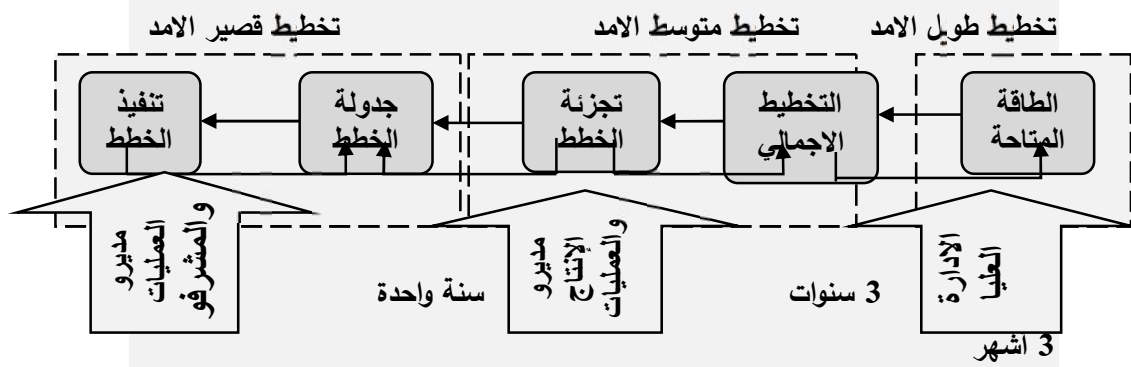 تخطيط طويل الامد
تخطيط متوسط الامد
تخطيط قصير الامد
الطاقة
المتاحة
التخطيط
الاجمالي
تجزئة
الخطط
جدولة
الخطط
تنفيذ
الخطط
الادارة
العليا
مديرو
الإنتاج
والعمليات
مديرو
العمليات
والمشرفو
3 سنوات
سنة واحدة
3 اشهر